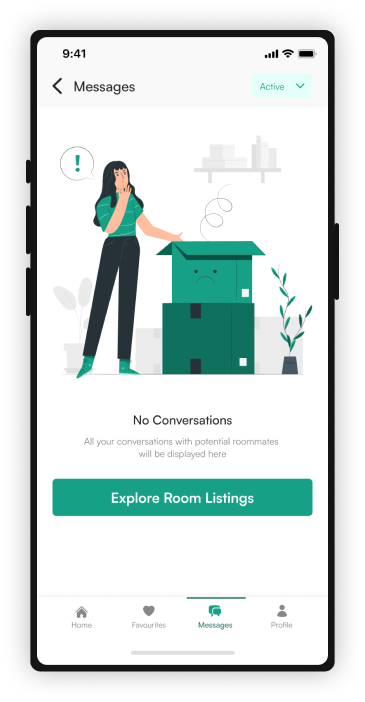 9:41
Messages
Active
!
No Conversations
All your conversations with potential roommates
will be displayed here
Explore Room Listings
Home
Favourites
Messages
Profile